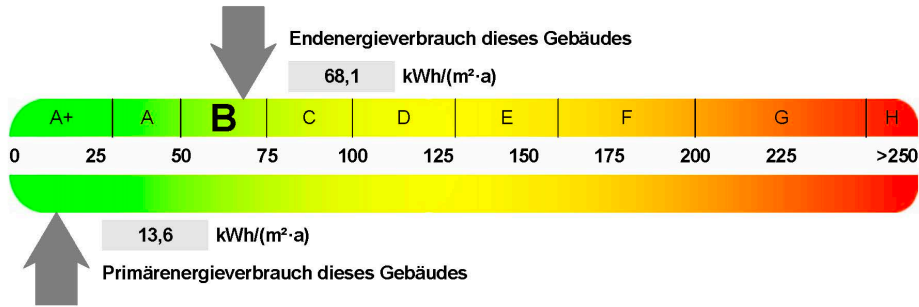 Endenergieverbrauch dieses Gebäudes
68,1 kWh/(m²·a)
A+ A B C D E F G H
0 25 50 75 100 125 150 175 200 225 >250
13,6 kWh/(m²·a)
Primärenergieverbrauch dieses Gebäudes